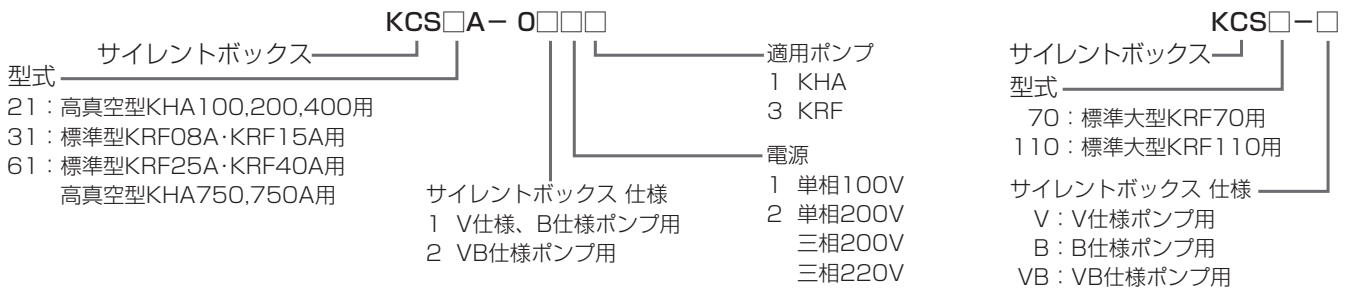 KCS□A－0□□□
サイレントボックス
型式
21：高真空型KHA100,200,400用
31：標準型KRF08A･KRF15A用
61：標準型KRF25A･KRF40A用
高真空型KHA750,750A用
サイレントボックス 仕様
1 V仕様、B仕様ポンプ用
2 VB仕様ポンプ用
適用ポンプ
1 KHA
3 KRF
電源
1 単相100V
2 単相200V
三相200V
三相220V
KCS□－□
サイレントボックス
型式
70：標準大型KRF70用
110：標準大型KRF110用
サイレントボックス 仕様
V：V仕様ポンプ用
B：B仕様ポンプ用
VB：VB仕様ポンプ用